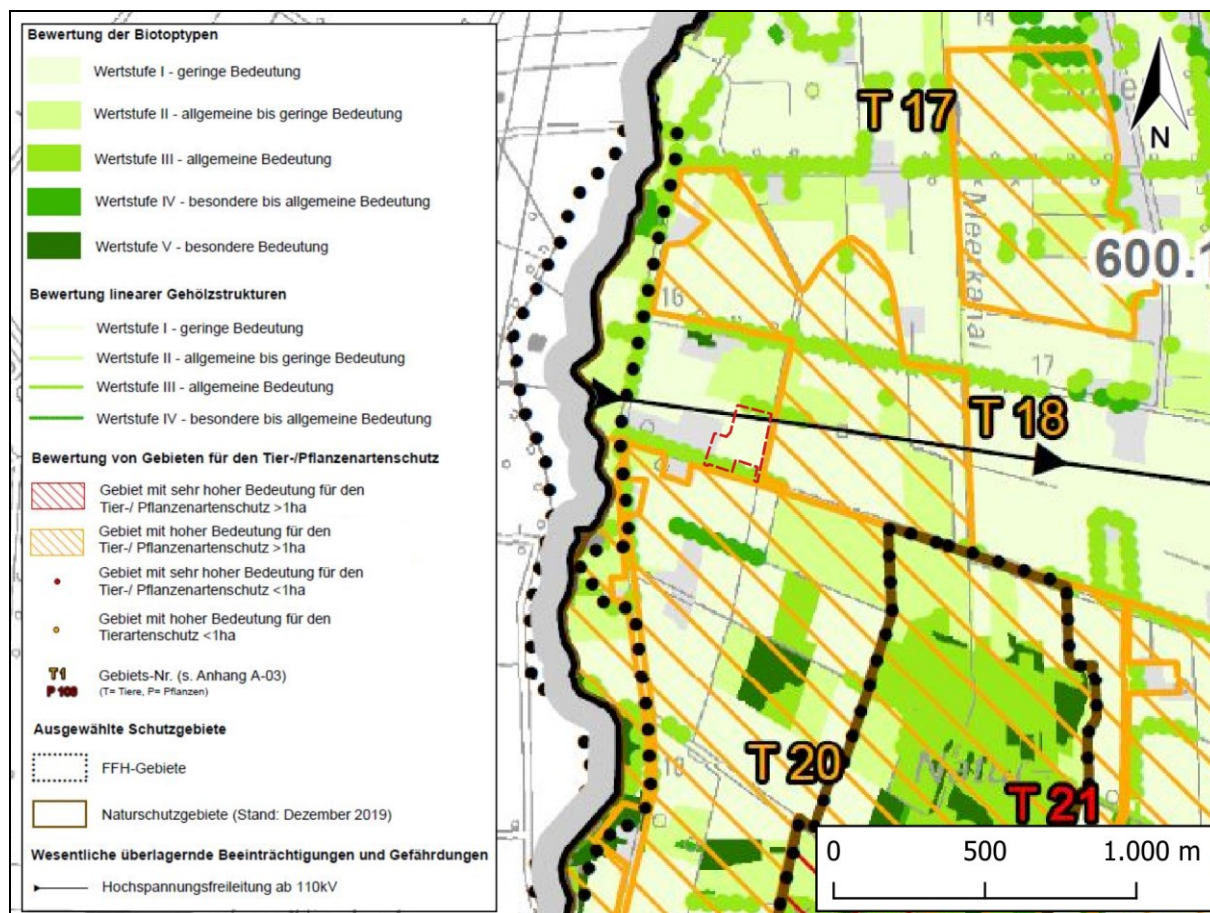 Bewertung der Biotoptypen
Wertstufe I - geringe Bedeutung
Wertstufe II - allgemeine bis geringe Bedeutung
Wertstufe III - allgemeine Bedeutung
Wertstufe IV - besondere bis allgemeine Bedeutung
Wertstufe V - besondere Bedeutung
Bewertung linearer Gehölzstrukturen
Wertstufe I - geringe Bedeutung
Wertstufe II - allgemeine bis geringe Bedeutung
Wertstufe III - allgemeine Bedeutung
Wertstufe IV - besondere bis allgemeine Bedeutung
Bewertung von Gebieten für den Tier-/Pflanzenartenschutz
Gebiet mit sehr hoher Bedeutung für den
Tier-/ Pflanzenartenschutz >1ha
Gebiet mit hoher Bedeutung für den
Tier-/ Pflanzenartenschutz >1ha
Gebiet mit sehr hoher Bedeutung für den
Tier-/ Pflanzenartenschutz <1ha
Gebiet mit hoher Bedeutung für den
Tierartenschutz <1ha
T 1
P 108
Gebiets-Nr. (s. Anhang A-03)
(T= Tiere, P= Pflanzen)
Ausgewählte Schutzgebiete
FFH-Gebiete
Naturschutzgebiete (Stand: Dezember 2019)
Wesentliche überlagernde Beeinträchtigungen und Gefährdungen
Hochspannungsfreileitung ab 110kV
14
T 17
N
Meerkanal
600.1
16
17
T 18
T 20
18
Natur-
T 21
0 500 1.000 m